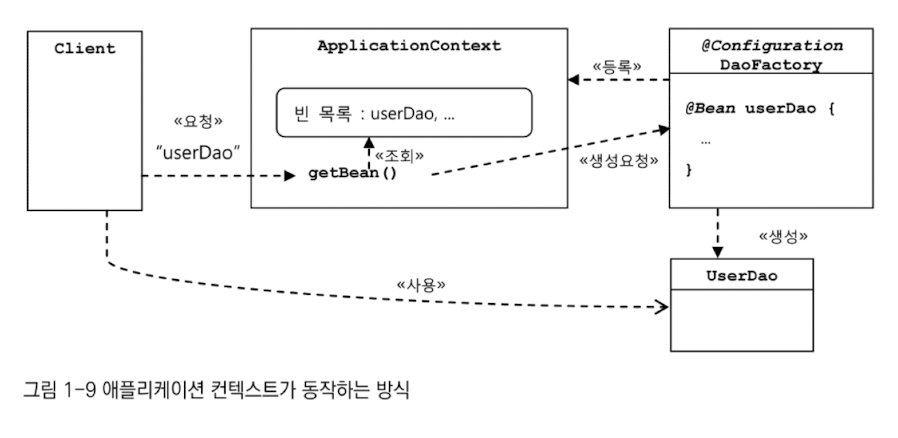 Client
ApplicationContext
@Configuration
DaoFactory
«등록»
빈 목록 : userDao, ...
@Bean userDao {
...
}
«요청»
"userDao"
«조회»
getBean()
«생성요청»
«생성»
UserDao
«사용»
그림 1-9 애플리케이션 컨텍스트가 동작하는 방식